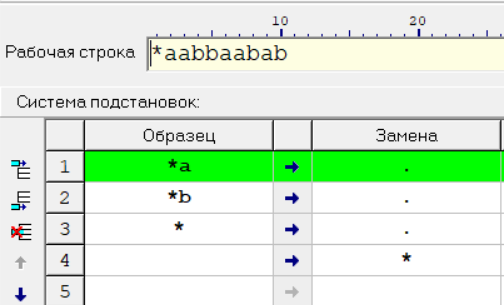 10 20
Рабочая строка *aabbaabab
Система подстановок:
Образец Замена
1 *a → .
2 *b → .
3 * → .
4 → *
5 →